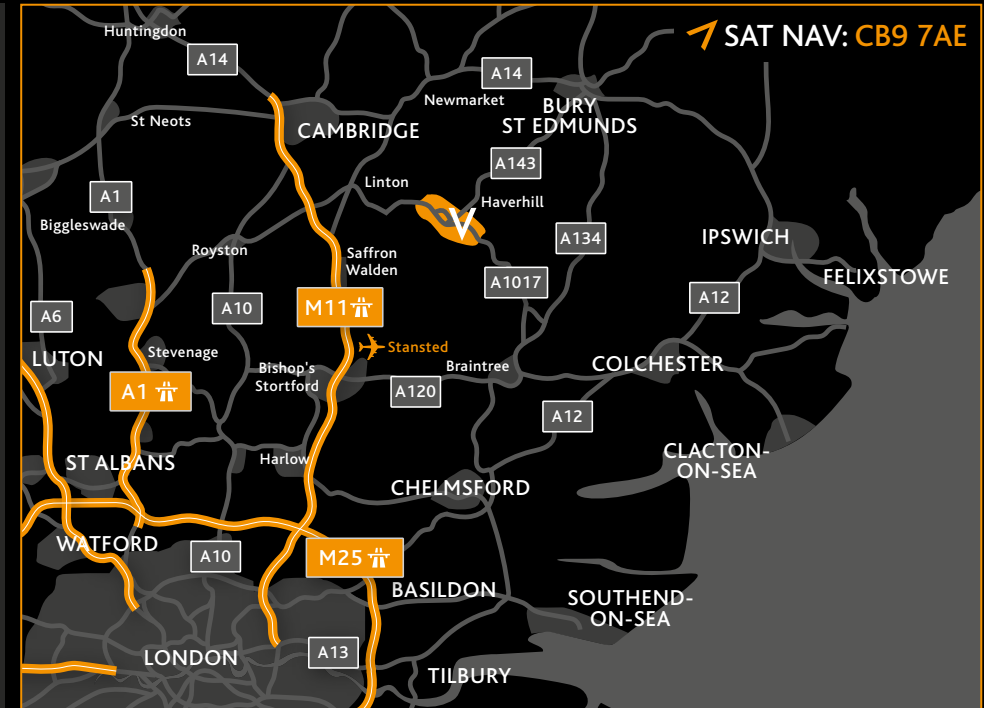 SAT NAV: CB9 7AE
Huntingdon
A14
A14
Newmarket
BURY
ST EDMUNDS
St Neots
CAMBRIDGE
A143
Linton
A1
Haverhill
V
Biggleswade
Royston
Saffron
Walden
A134
IPSWICH
FELIXSTOWE
A1017
A12
A6
A10
M11
LUTON
Stevenage
Stansted
Bishop's
Stortford
Braintree
COLCHESTER
A1
A120
A12
ST ALBANS
Harlow
CLACTON-
ON-SEA
CHELMSFORD
WATFORD
A10
M25
BASILDON
SOUTHEND-
ON-SEA
LONDON
A13
TILBURY